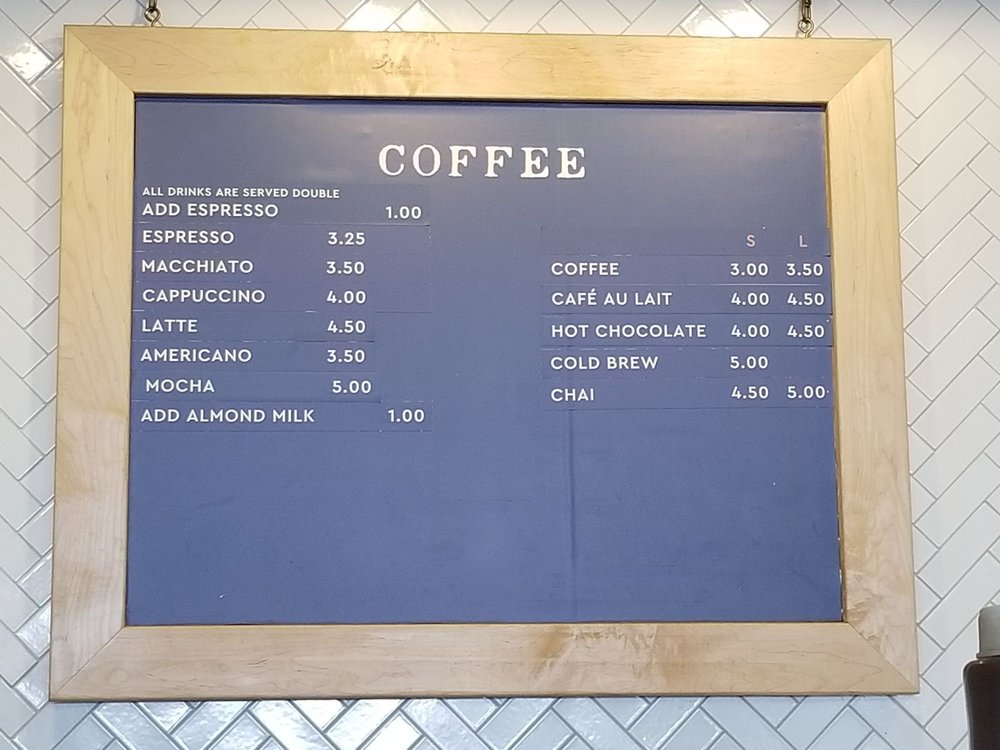 COFFEE
ALL DRINKS ARE SERVED DOUBLE
ADD ESPRESSO 1.00
ESPRESSO 3.25
MACCHIATO 3.50
CAPPUCCINO 4.00
LATTE 4.50
AMERICANO 3.50
MOCHA 5.00
ADD ALMOND MILK 1.00
S L
COFFEE 3.00 3.50
CAFÉ AU LAIT 4.00 4.50
HOT CHOCOLATE 4.00 4.50
COLD BREW 5.00
CHAI 4.50 5.00